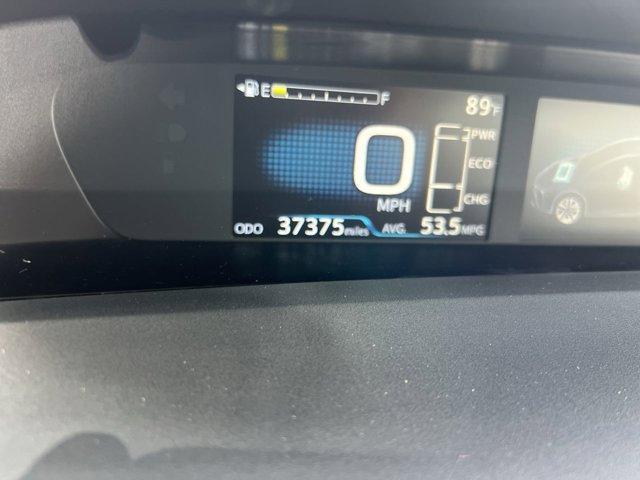 E F
89°F
0
MPH
PWR
ECO
CHG
ODO 37375 miles AVG. 53.5 MPG